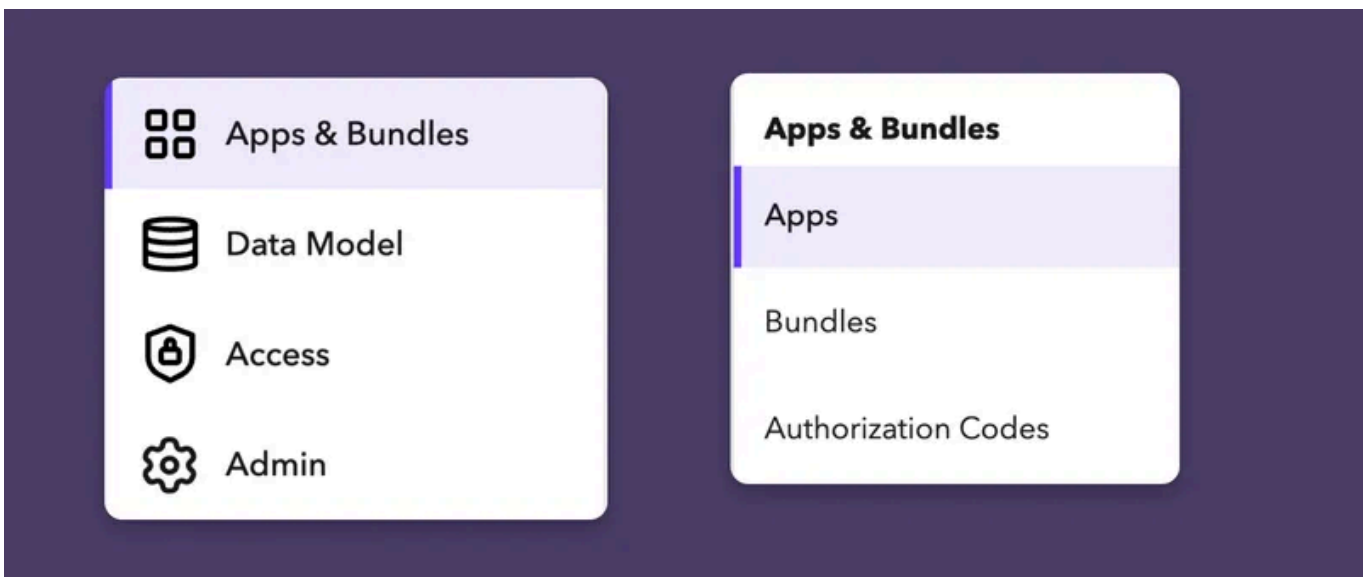 Apps & Bundles
Data Model
Access
Admin
Apps & Bundles
Apps
Bundles
Authorization Codes